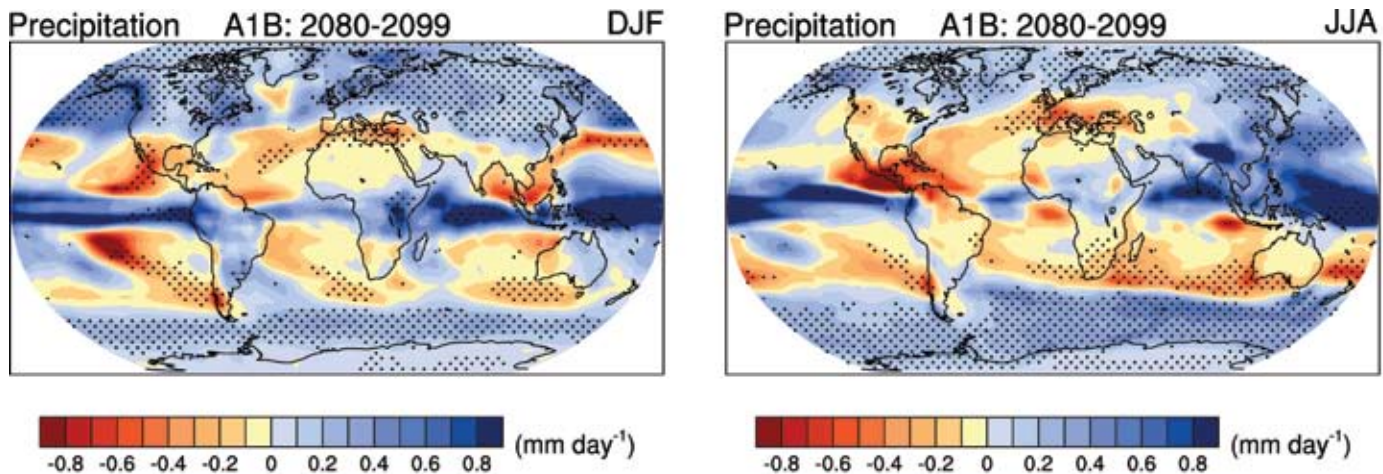 Precipitation A1B: 2080-2099 DJF
Precipitation A1B: 2080-2099 JJA
-0.8 -0.6 -0.4 -0.2 0 0.2 0.4 0.6 0.8 (mm day⁻¹)
-0.8 -0.6 -0.4 -0.2 0 0.2 0.4 0.6 0.8 (mm day⁻¹)